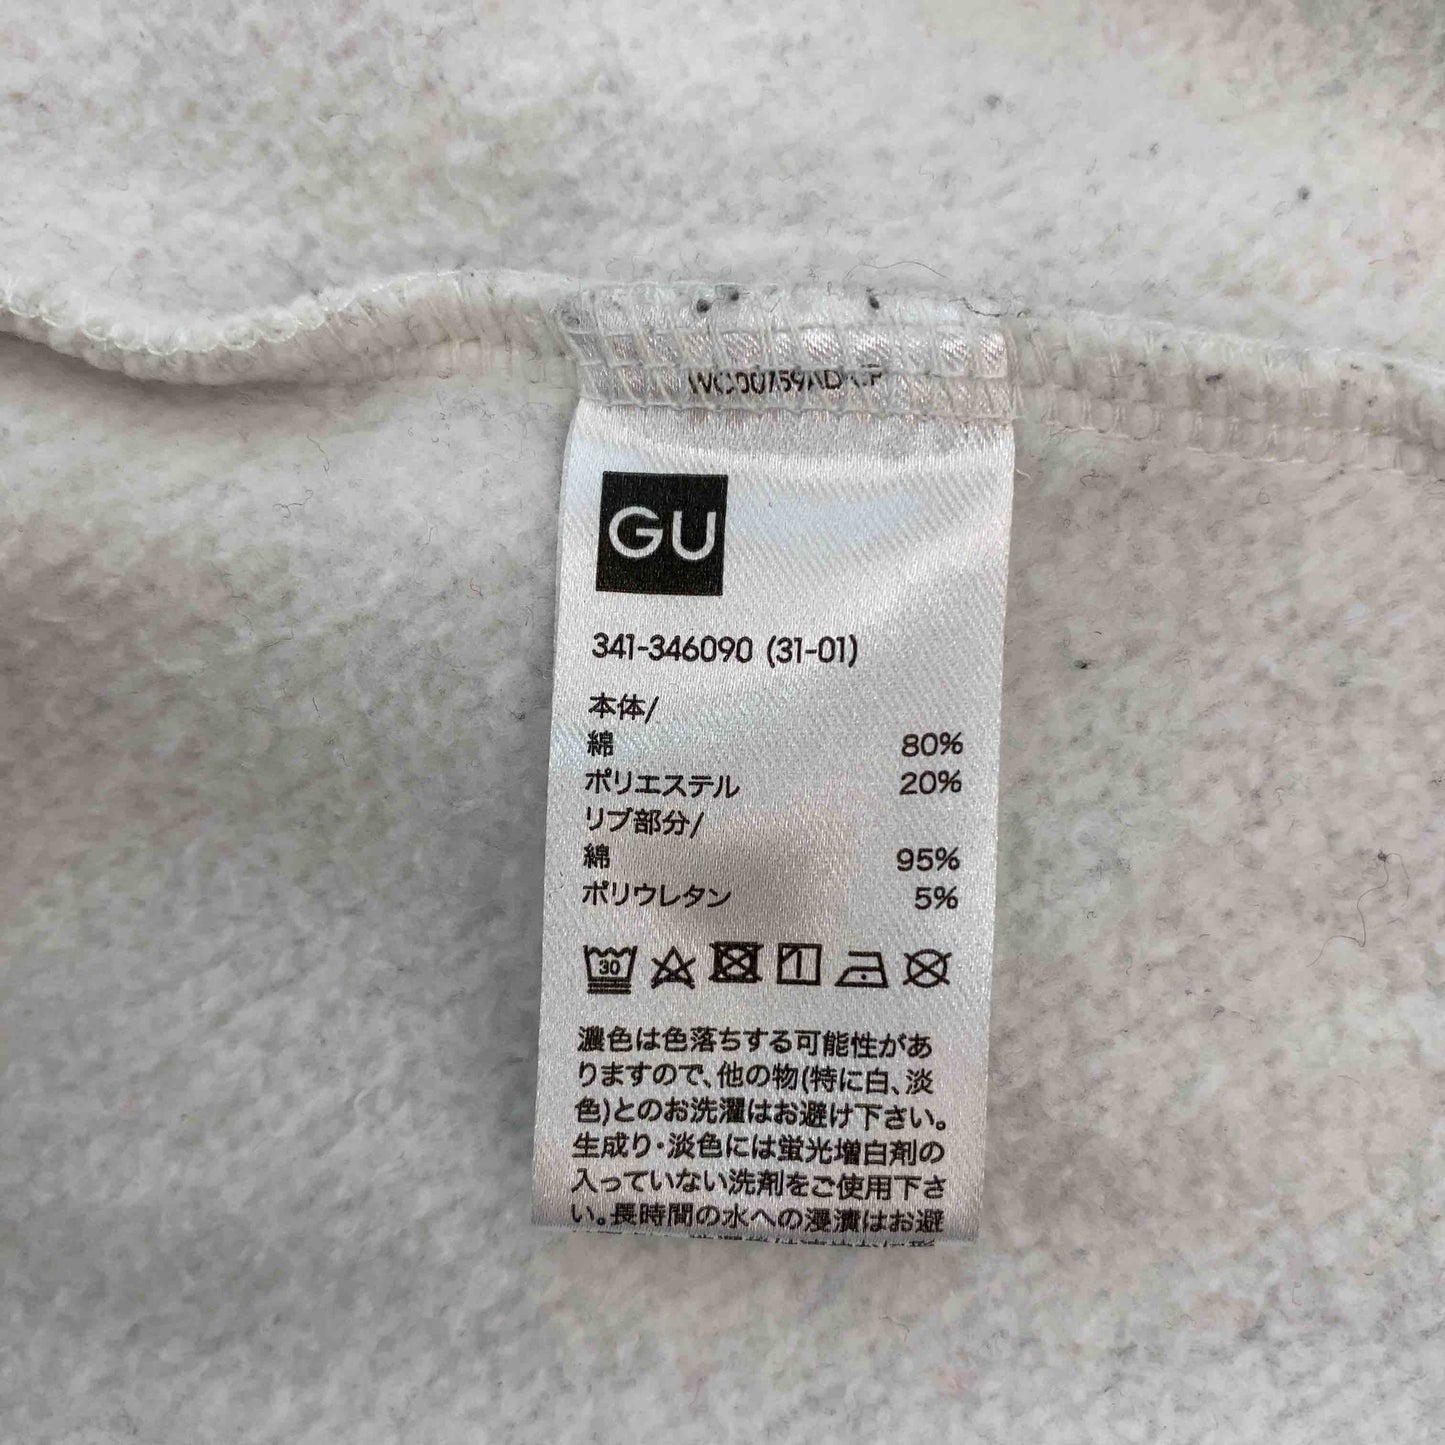 GU
341-346090 (31-01)
本体/
綿 80%
ポリエステル 20%
リブ部分/
綿 95%
ポリウレタン 5%
30
濃色は色落ちする可能性があ
りますので、他の物(特に白、淡
色)とのお洗濯はお避け下さい。
生成り・淡色には蛍光増白剤の
入っていない洗剤をご使用下さ
い。長時間の水への浸漬はお避